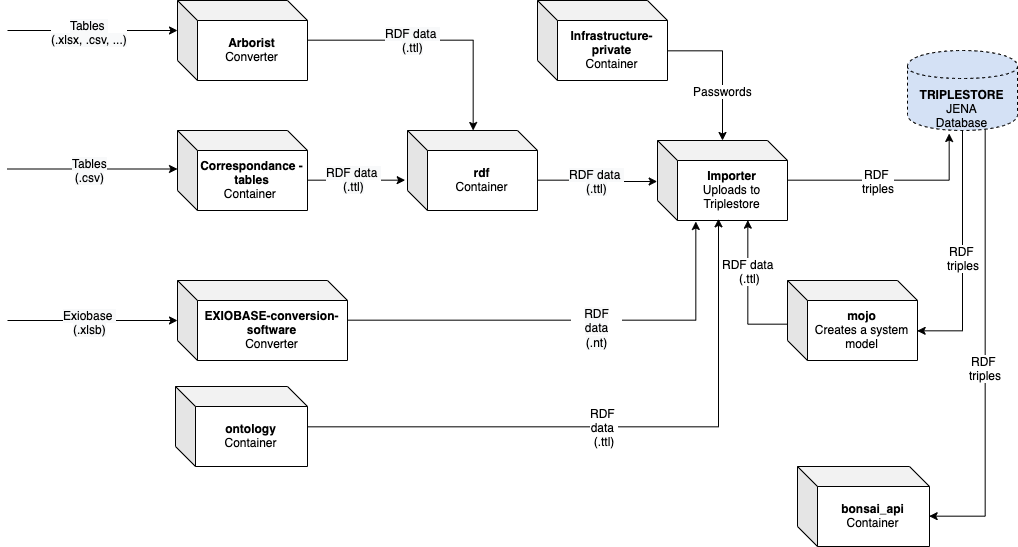 Tables
(.xlsx, .csv, ...)
Arborist
Converter
RDF data
(.ttl)
Infrastructure-
private
Container
Passwords
TRIPLESTORE
JENA
Database
Tables
(.csv)
Correspondance -
tables
Container
RDF data
(.ttl)
rdf
Container
RDF data
(.ttl)
Importer
Uploads to
Triplestore
RDF
triples
RDF data
(.ttl)
RDF
triples
Exiobase
(.xlsb)
EXIOBASE-conversion-
software
Converter
RDF
data
(.nt)
mojo
Creates a system
model
RDF
triples
ontology
Container
RDF
data
(.ttl)
bonsai_api
Container